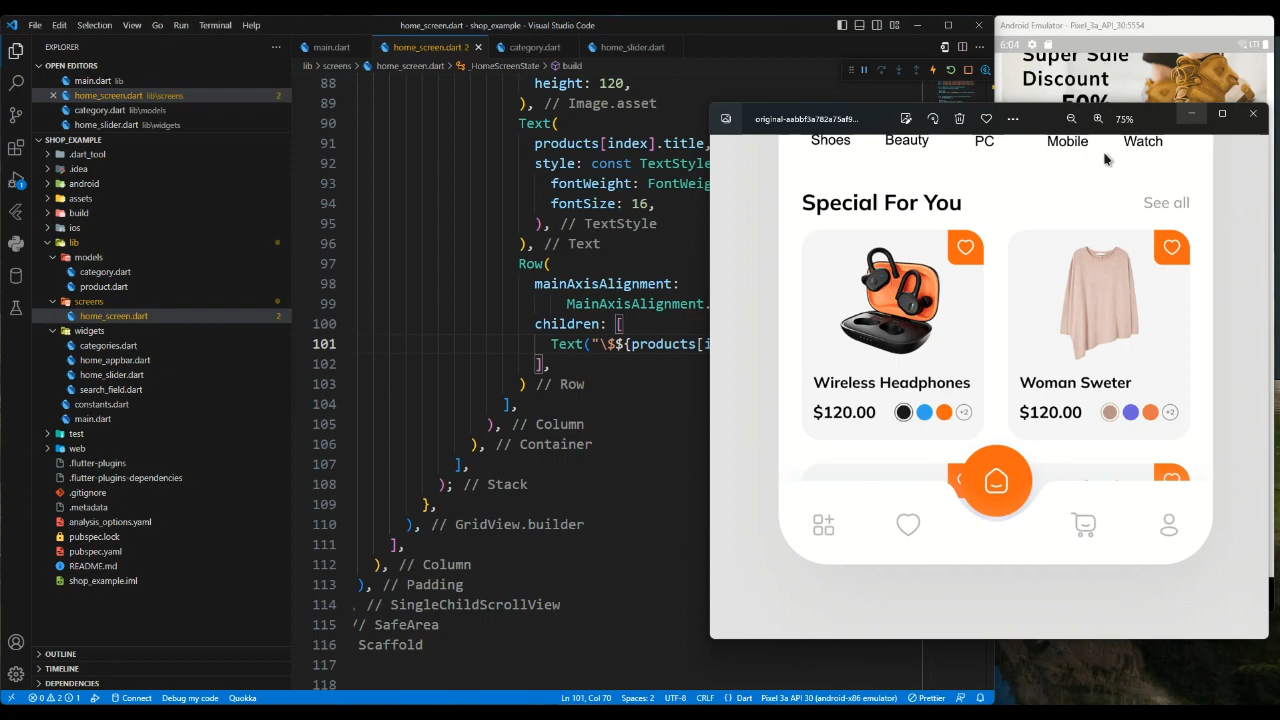 File Edit Selection View Go Run Terminal Help
home_screen.dart - shop_example - Visual Studio Code
Android Emulator - Pixel_3a_API_30:5554
EXPLORER
OPEN EDITORS
main.dart lib
home_screen.dart lib\screens 2
category.dart lib\models
home_slider.dart lib\widgets
SHOP_EXAMPLE
.dart_tool
.idea
android
assets
build
ios
lib
models
category.dart
product.dart
screens
home_screen.dart 2
widgets
categories.dart
home_appbar.dart
home_slider.dart
search_field.dart
constants.dart
main.dart
test
web
.flutter-plugins
.flutter-plugins-dependencies
.gitignore
.metadata
analysis_options.yaml
pubspec.lock
pubspec.yaml
README.md
shop_example.iml
OUTLINE
TIMELINE
DEPENDENCIES
main.dart home_screen.dart 2 category.dart home_slider.dart
lib > screens > home_screen.dart > _HomeScreenState > build
88 height: 120,
89 ), // Image.asset
90 Text(
91 products[index].title,
92 style: const TextStyle
93 fontWeight: FontWeig
94 fontSize: 16,
95 ), // TextStyle
96 ), // Text
97 Row(
98 mainAxisAlignment:
99 MainAxisAlignment.
100 children: [
101 Text("\$${products[i
102 ],
103 ) // Row
104 ],
105 ), // Column
106 ), // Container
107 ],
108 ); // Stack
109 },
110 ), // GridView.builder
111 ],
112 ), // Column
113 ), // Padding
114 , // SingleChildScrollView
115 // SafeArea
116 Scaffold
117
118
6:04 LTE
Super Sale
Discount
50%
original-aabbf3a782a75af9...
75%
Shoes Beauty PC Mobile Watch
Special For You See all
Wireless Headphones
$120.00 +2
Woman Sweter
$120.00 +2
0 2 1 Connect Debug my code Quokka
Ln 101, Col 70 Spaces: 2 UTF-8 CRLF {} Dart Pixel 3a API 30 (android-x86 emulator) Prettier